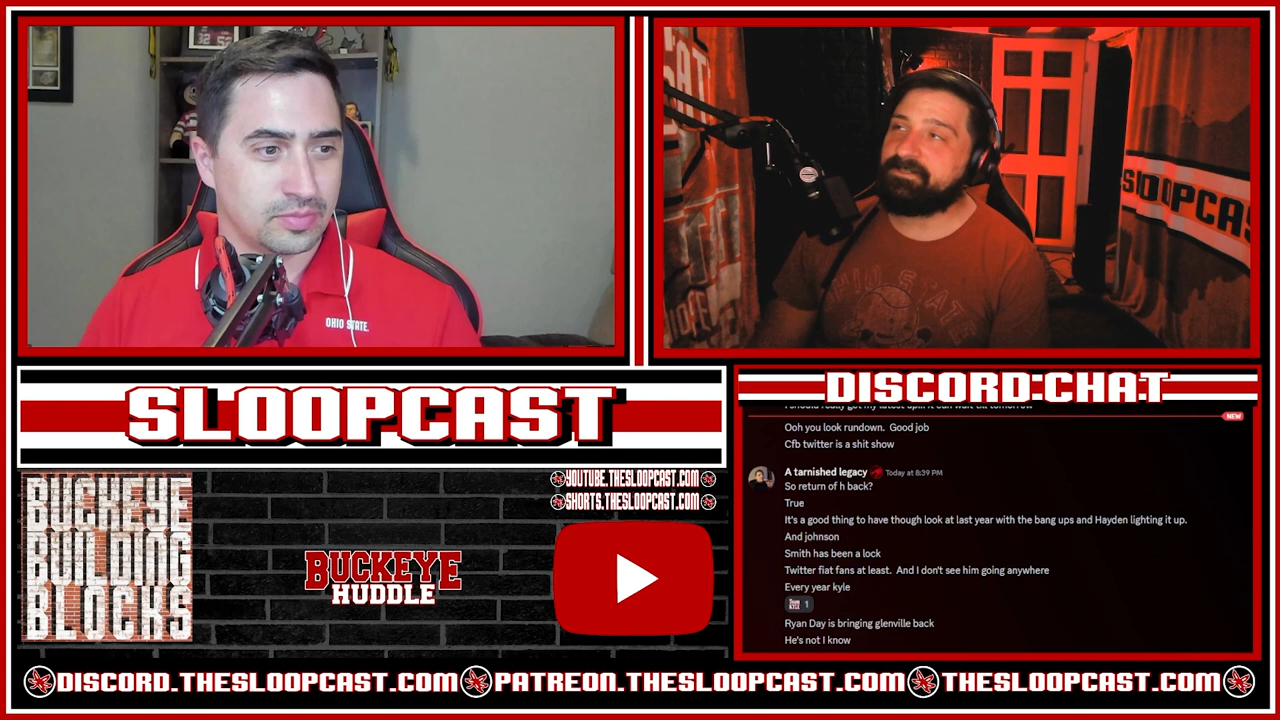 32 52
OHIO STATE.
SLOOPCAS
SLOOPCAST
DISCORD:CHAT
NEW
Ooh you look rundown. Good job
Cfb twitter is a shit show
A tarnished legacy Today at 8:39 PM
So return of h back?
True
It's a good thing to have though look at last year with the bang ups and Hayden lighting it up.
And johnson
Smith has been a lock
Twitter fiat fans at least. And I don't see him going anywhere
Every year kyle
1
Ryan Day is bringing glenville back
He's not I know
BUCKEYE
BUILDING
BLOCKS
BUCKEYE
HUDDLE
YOUTUBE.THESLOOPCAST.COM
SHORTS.THESLOOPCAST.COM
DISCORD.THESLOOPCAST.COM PATREON.THESLOOPCAST.COM THESLOOPCAST.COM